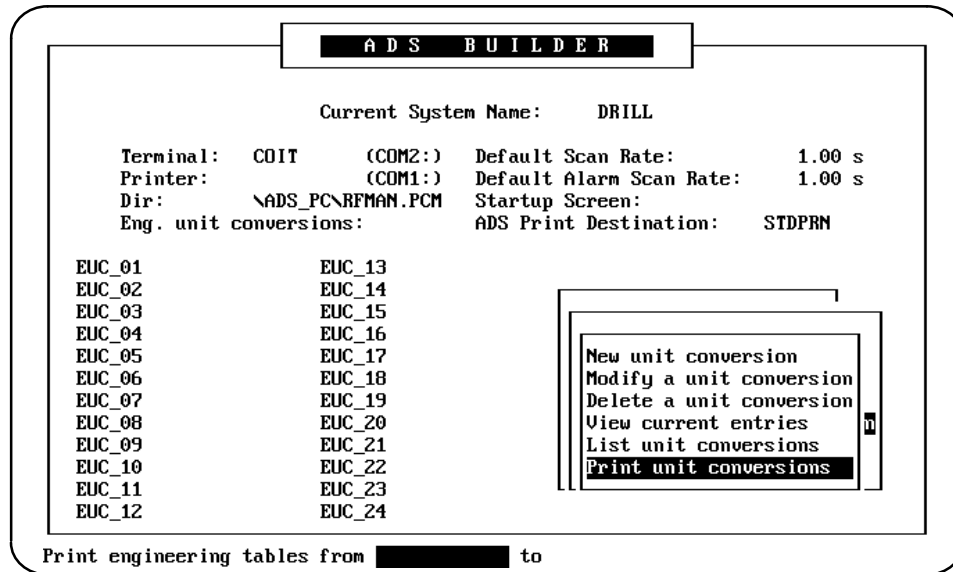 ADS BUILDER
Current System Name: DRILL
Terminal: COIT (COM2:) Default Scan Rate: 1.00 s
Printer: (COM1:) Default Alarm Scan Rate: 1.00 s
Dir: \ADS_PC\RFMAN.PCM Startup Screen:
Eng. unit conversions: ADS Print Destination: STDPRN
EUC_01 EUC_13
EUC_02 EUC_14
EUC_03 EUC_15
EUC_04 EUC_16
EUC_05 EUC_17
EUC_06 EUC_18
EUC_07 EUC_19
EUC_08 EUC_20
EUC_09 EUC_21
EUC_10 EUC_22
EUC_11 EUC_23
EUC_12 EUC_24
New unit conversion
Modify a unit conversion
Delete a unit conversion
View current entries n
List unit conversions
Print unit conversions
Print engineering tables from to